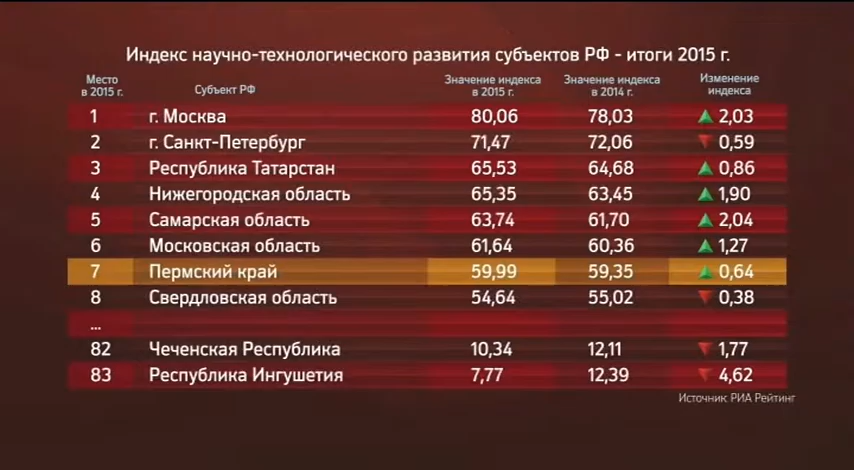 Индекс научно-технологического развития субъектов РФ - итоги 2015 г.
Место в 2015 г. Субъект РФ Значение индекса в 2015 г. Значение индекса в 2014 г. Изменение индекса
1 г. Москва 80,06 78,03 ▲ 2,03
2 г. Санкт-Петербург 71,47 72,06 ▼ 0,59
3 Республика Татарстан 65,53 64,68 ▲ 0,86
4 Нижегородская область 65,35 63,45 ▲ 1,90
5 Самарская область 63,74 61,70 ▲ 2,04
6 Московская область 61,64 60,36 ▲ 1,27
7 Пермский край 59,99 59,35 ▲ 0,64
8 Свердловская область 54,64 55,02 ▼ 0,38
...
82 Чеченская Республика 10,34 12,11 ▼ 1,77
83 Республика Ингушетия 7,77 12,39 ▼ 4,62
Источник: РИА Рейтинг